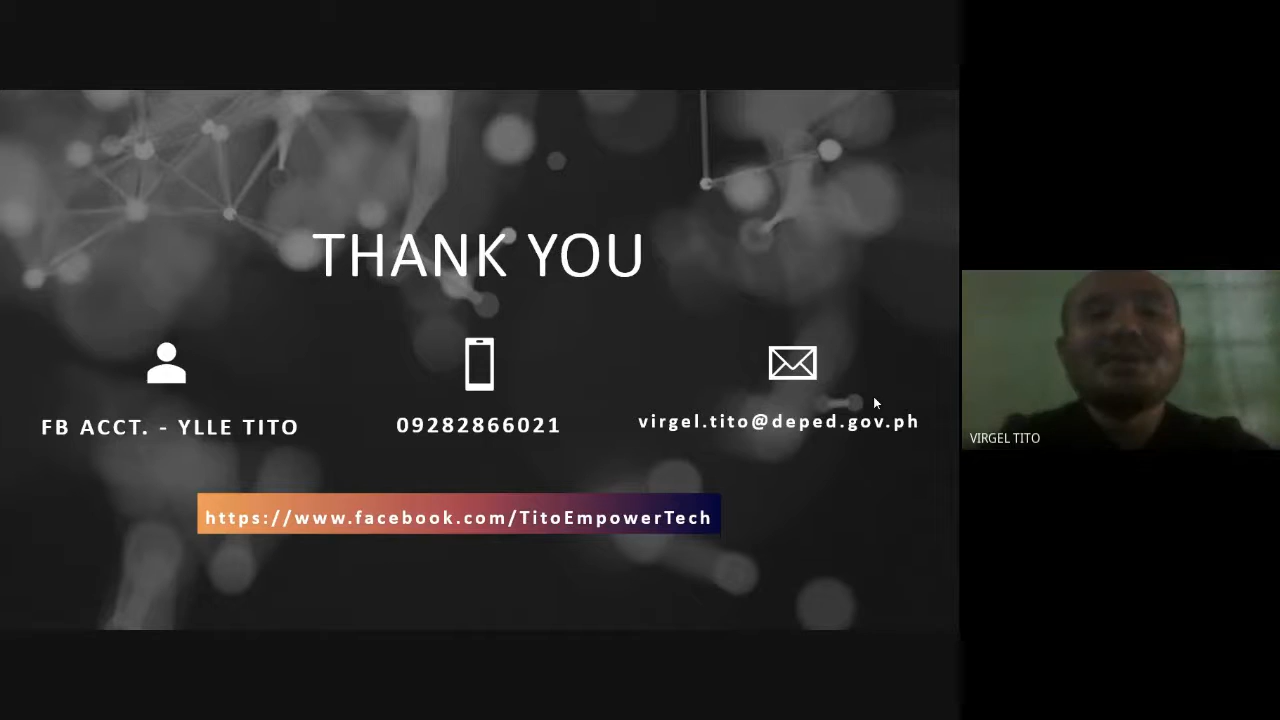 THANK YOU
FB ACCT. - YLLE TITO
09282866021
virgel.tito@deped.gov.ph
https://www.facebook.com/TitoEmpowerTech
VIRGEL TITO